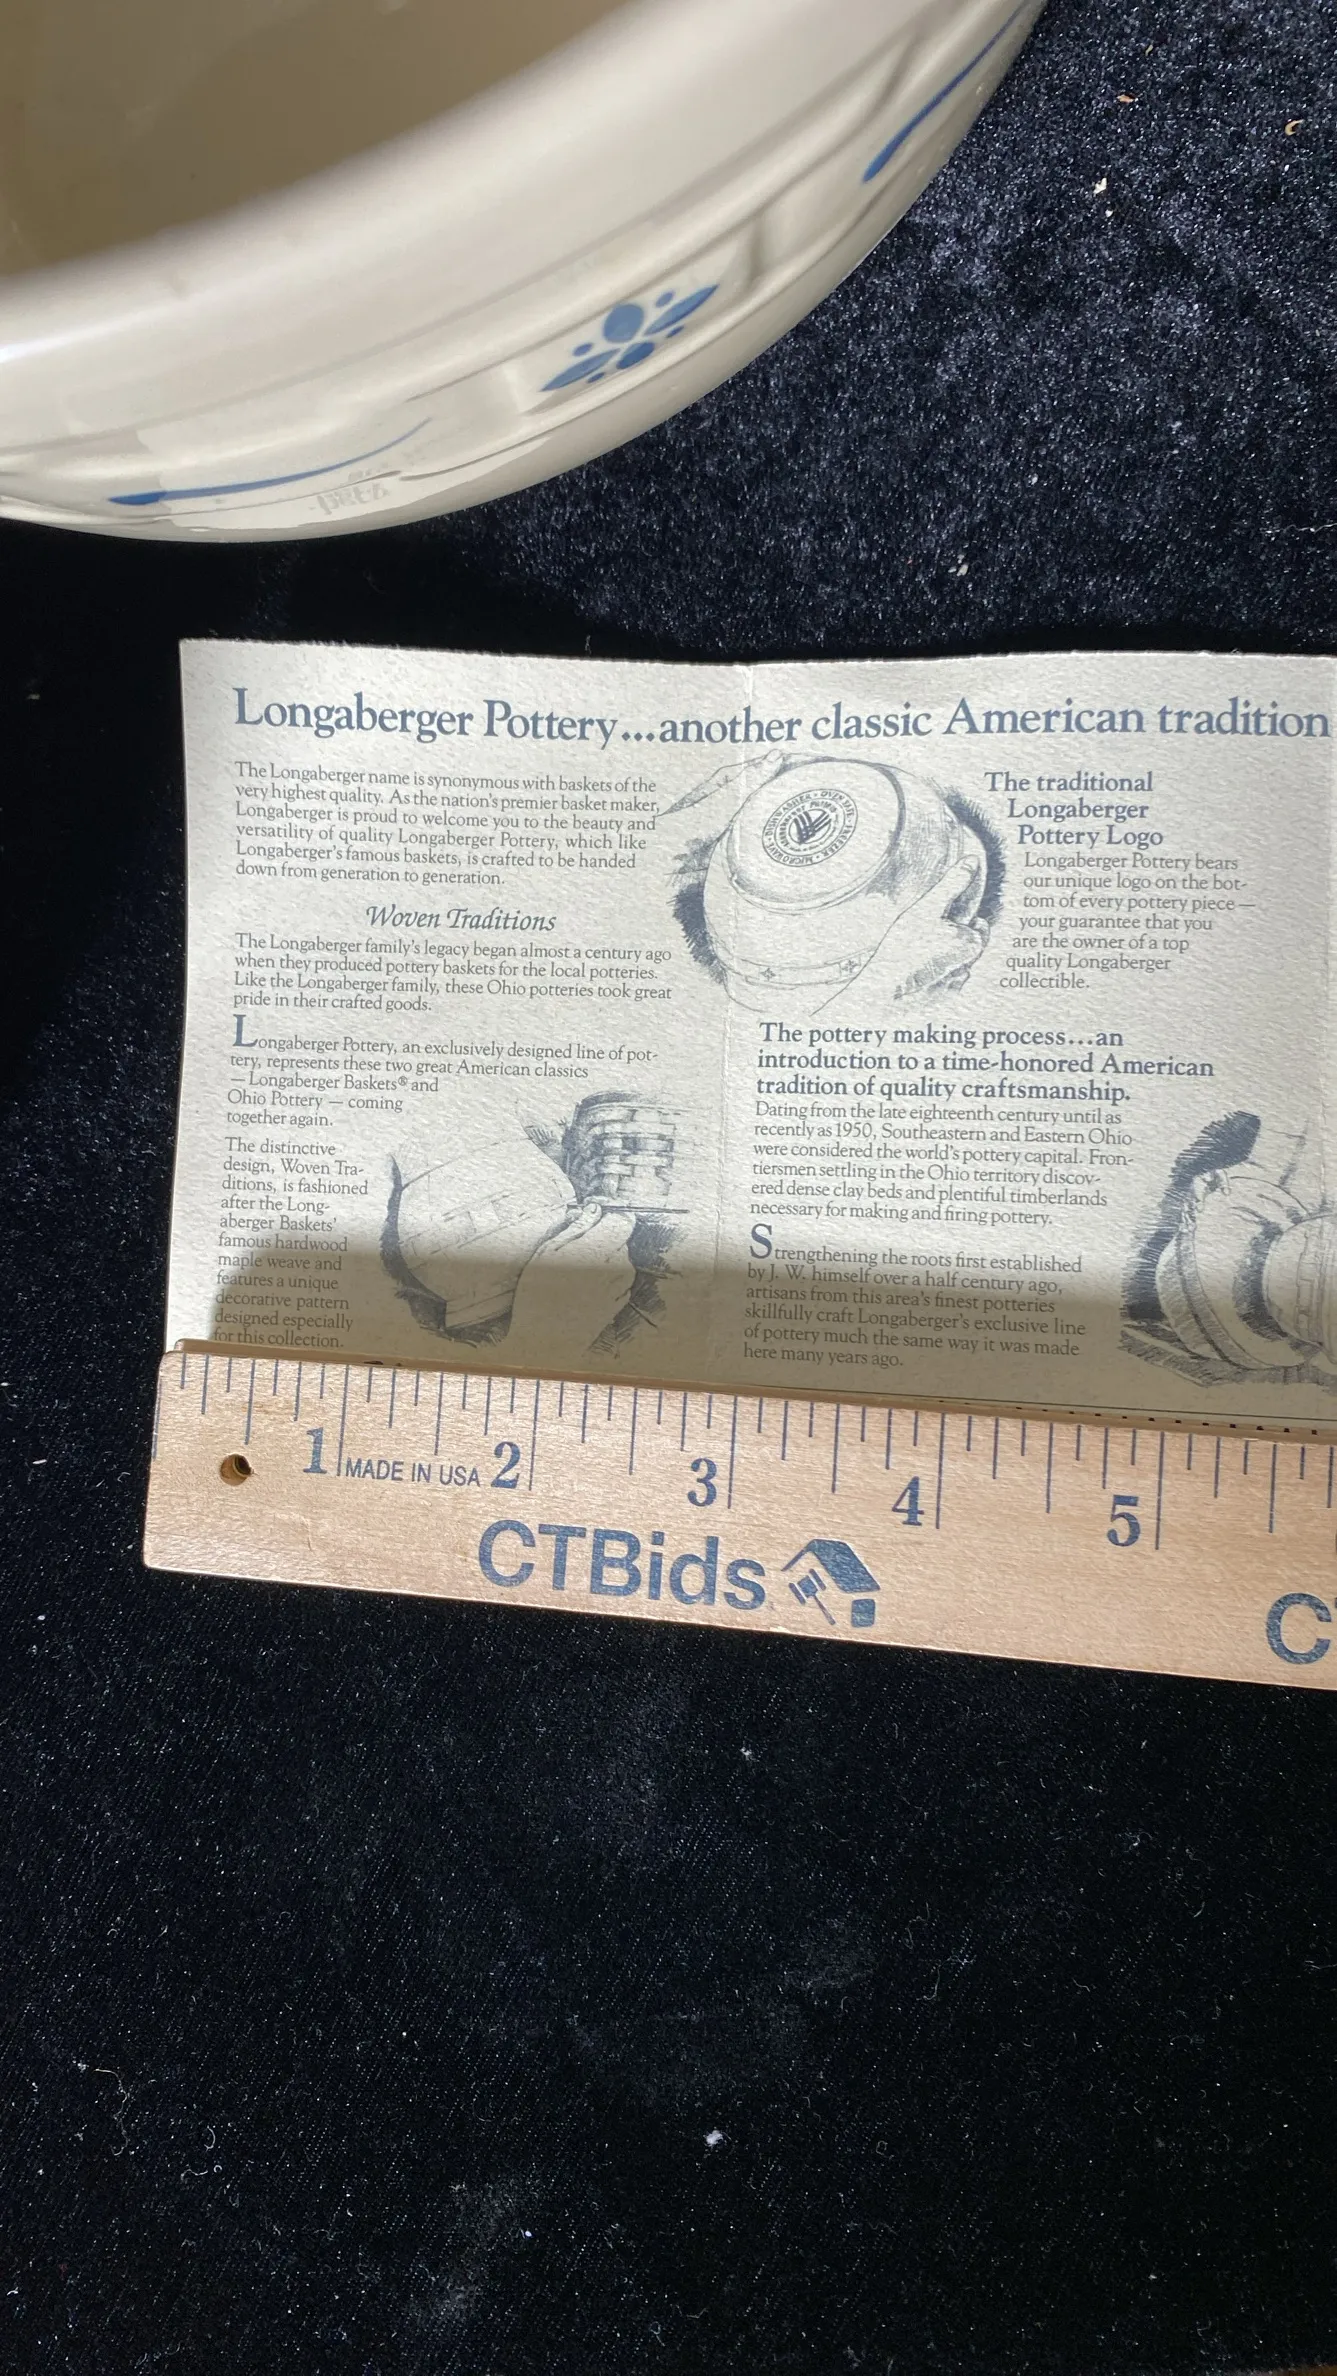 Longaberger Pottery...another classic American tradition
The Longaberger name is synonymous with baskets of the
very highest quality. As the nation's premier basket maker,
Longaberger is proud to welcome you to the beauty and
versatility of quality Longaberger Pottery, which like
Longaberger's famous baskets, is crafted to be handed
down from generation to generation.
Woven Traditions
The Longaberger family's legacy began almost a century ago
when they produced pottery baskets for the local potteries.
Like the Longaberger family, these Ohio potteries took great
pride in their crafted goods.
Longaberger Pottery, an exclusively designed line of pot-
tery, represents these two great American classics
— Longaberger Baskets® and
Ohio Pottery — coming
together again.
The distinctive
design, Woven Tra-
ditions, is fashioned
after the Long-
aberger Baskets'
famous hardwood
maple weave and
features a unique
decorative pattern
designed especially
for this collection.
The traditional
Longaberger
Pottery Logo
Longaberger Pottery bears
our unique logo on the bot-
tom of every pottery piece —
your guarantee that you
are the owner of a top
quality Longaberger
collectible.
The pottery making process...an
introduction to a time-honored American
tradition of quality craftsmanship.
Dating from the late eighteenth century until as
recently as 1950, Southeastern and Eastern Ohio
were considered the world's pottery capital. Fron-
tiersmen settling in the Ohio territory discov-
ered dense clay beds and plentiful timberlands
necessary for making and firing pottery.
Strengthening the roots first established
by J. W. himself over a half century ago,
artisans from this area's finest potteries
skillfully craft Longaberger's exclusive line
of pottery much the same way it was made
here many years ago.
1 MADE IN USA 2 3 4 5
CTBids C